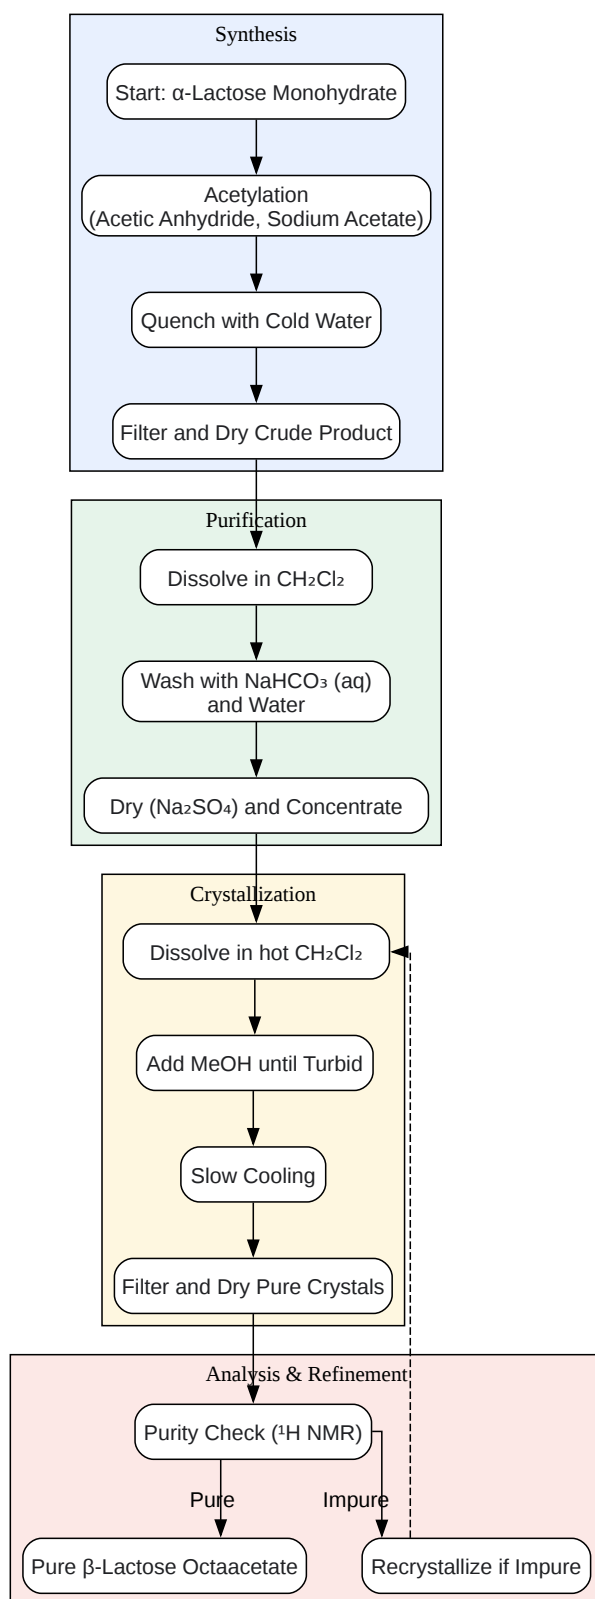 Synthesis
Start: α-Lactose Monohydrate
Acetylation
(Acetic Anhydride, Sodium Acetate)
Quench with Cold Water
Filter and Dry Crude Product
Purification
Dissolve in CH₂Cl₂
Wash with NaHCO₃ (aq)
and Water
Dry (Na₂SO₄) and Concentrate
Crystallization
Dissolve in hot CH₂Cl₂
Add MeOH until Turbid
Slow Cooling
Filter and Dry Pure Crystals
Analysis & Refinement
Purity Check (¹H NMR)
Pure
Impure
Pure β-Lactose Octaacetate
Recrystallize if Impure